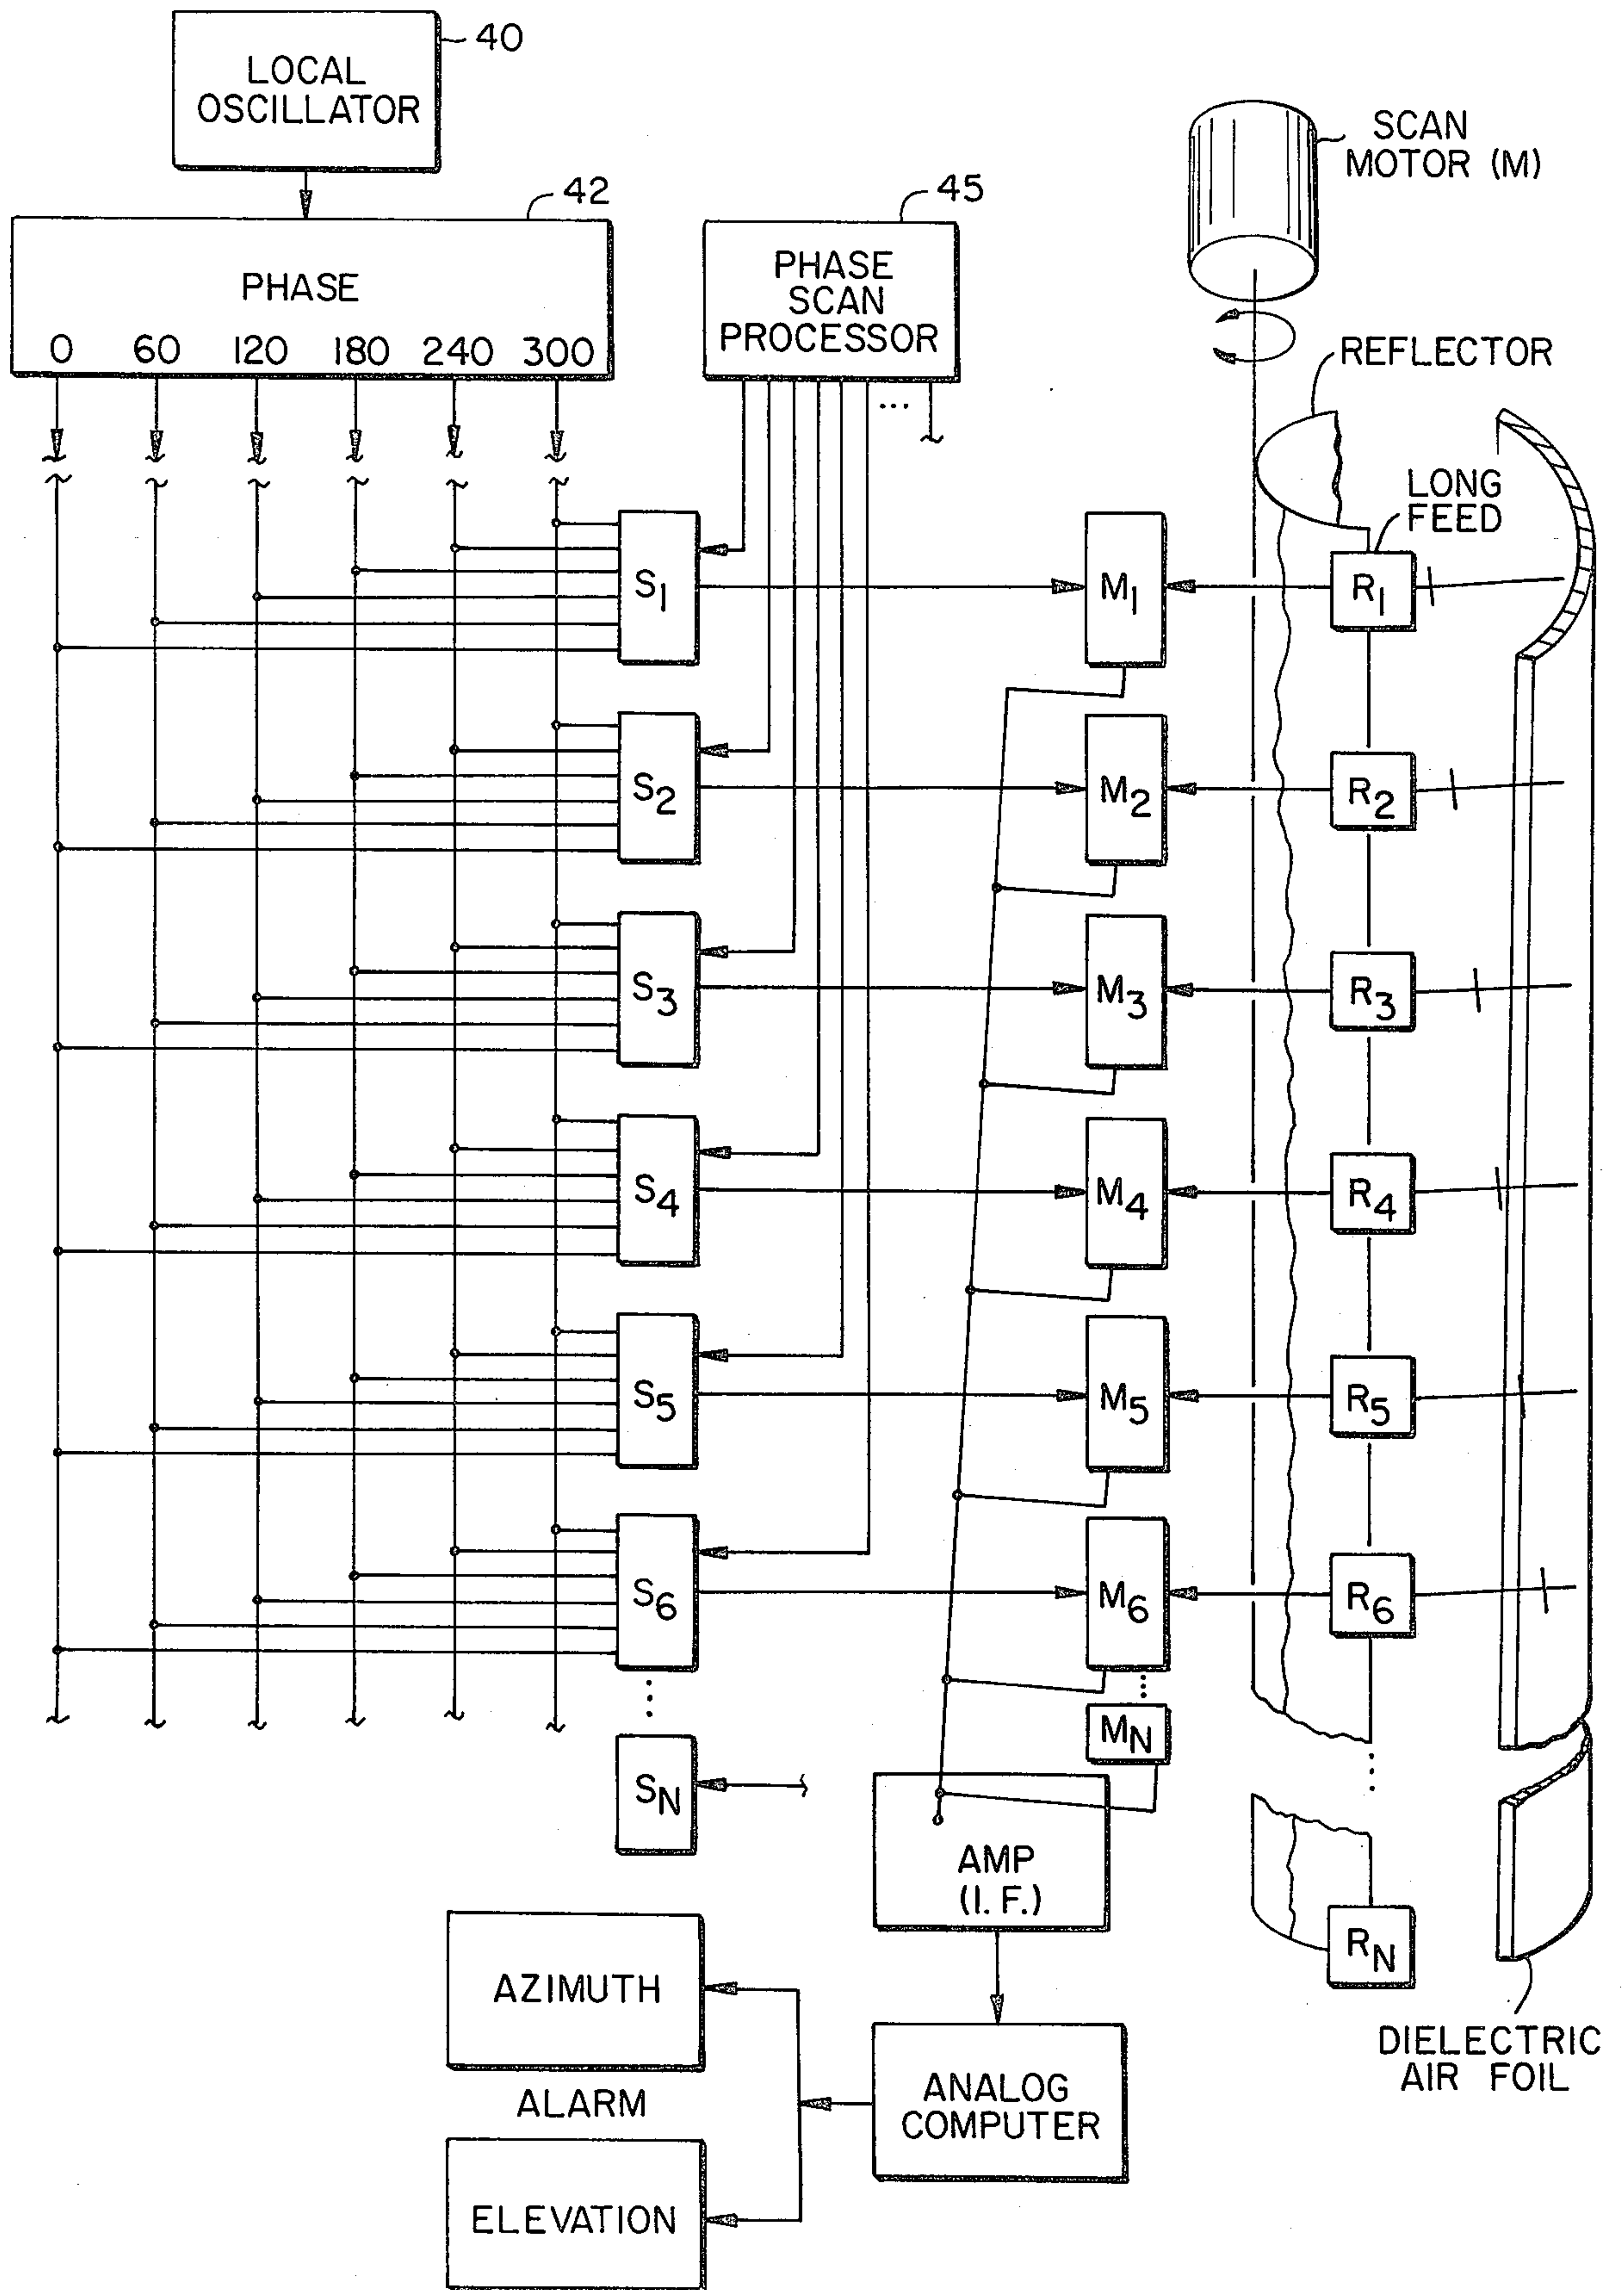 40
LOCAL
OSCILLATOR
SCAN
MOTOR (M)
42
45
PHASE
0 60 120 180 240 300
PHASE
SCAN
PROCESSOR
...
REFLECTOR
LONG
FEED
S1 M1 R1
S2 M2 R2
S3 M3 R3
S4 M4 R4
S5 M5 R5
S6 M6 R6
MN
SN
AMP
(I. F.)
RN
AZIMUTH
ALARM
ELEVATION
ANALOG
COMPUTER
DIELECTRIC
AIR FOIL